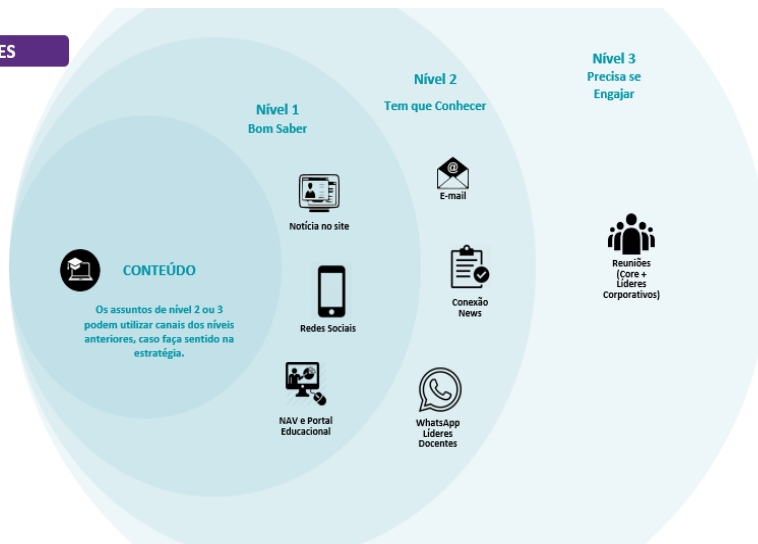 ES
Nível 1
Bom Saber
Nível 2
Tem que Conhecer
Nível 3
Precisa se
Engajar
Notícia no site
@
E-mail
CONTEÚDO
Os assuntos de nível 2 ou 3
podem utilizar canais dos níveis
anteriores, caso faça sentido na
estratégia.
Redes Sociais
Conexão
News
Reuniões
(Core +
Líderes
Corporativos)
NAV e Portal
Educacional
WhatsApp
Líderes
Docentes